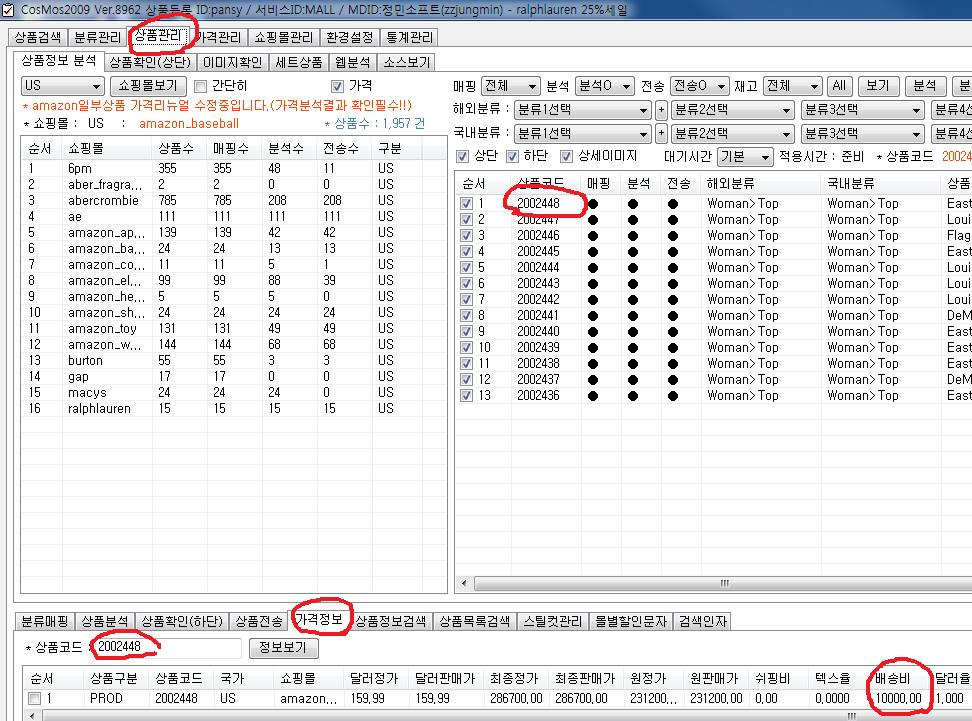 CosMos2009 Ver.8962 상품등록 ID:pansy / 서비스ID:MALL / MDID:정민소프트(zzjungmin) - ralphlauren 25%세일
상품검색 분류관리 상품관리 가격관리 쇼핑몰관리 환경설정 통계관리
상품정보 분석 상품확인(상단) 이미지확인 세트상품 웹분석 소스보기
US 쇼핑몰보기 간단히 가격
* amazon일부상품 가격리뉴얼 수정중입니다.(가격분석결과 확인필수!!)
* 쇼핑몰 : US : amazon_baseball * 상품수 : 1,957 건
순서 쇼핑몰 상품수 매핑수 분석수 전송수 구분
1 6pm 355 355 48 11 US
2 aber_fragra... 2 2 0 0 US
3 abercrombie 785 785 208 208 US
4 ae 111 111 111 111 US
5 amazon_ap... 139 139 42 42 US
6 amazon_ba... 24 24 13 13 US
7 amazon_co... 11 11 5 1 US
8 amazon_el... 99 99 88 39 US
9 amazon_he... 5 5 5 0 US
10 amazon_sh... 24 24 24 24 US
11 amazon_toy 131 131 49 49 US
12 amazon_w... 144 144 68 68 US
13 burton 55 55 3 3 US
14 gap 17 17 0 0 US
15 macys 24 24 24 0 US
16 ralphlauren 15 15 15 15 US
매핑 전체 분석 분석O 전송 전송O 재고 전체 All 보기 분석
해외분류 : 분류1선택 + 분류2선택 분류3선택 분류4선
국내분류 : 분류1선택 + 분류2선택 분류3선택 분류4선
상단 하단 상세이미지 대기시간 기본 적용시간 : 준비 * 상품코드 20024
순서 상품코드 매핑 분석 전송 해외분류 국내분류 상품
1 2002448 ● ● ● Woman>Top Woman>Top East
2 2002447 ● ● ● Woman>Top Woman>Top Loui
3 2002446 ● ● ● Woman>Top Woman>Top Flag
4 2002445 ● ● ● Woman>Top Woman>Top East
5 2002444 ● ● ● Woman>Top Woman>Top Loui
6 2002443 ● ● ● Woman>Top Woman>Top Loui
7 2002442 ● ● ● Woman>Top Woman>Top Loui
8 2002441 ● ● ● Woman>Top Woman>Top DeM
9 2002440 ● ● ● Woman>Top Woman>Top East
10 2002439 ● ● ● Woman>Top Woman>Top East
11 2002438 ● ● ● Woman>Top Woman>Top East
12 2002437 ● ● ● Woman>Top Woman>Top DeM
13 2002436 ● ● ● Woman>Top Woman>Top East
분류매핑 상품분석 상품확인(하단) 상품전송 가격정보 상품정보검색 상품목록검색 스틸컷관리 몰별할인문자 검색인자
* 상품코드 2002448 정보보기
순서 상품구분 상품코드 국가 쇼핑몰 달러정가 달러판매가 최종정가 최종판매가 원정가 원판매가 쉬핑비 텍스율 배송비 달러율
1 PROD 2002448 US amazon... 159,99 159,99 286700,00 286700,00 231200,... 231200,00 0,00 0,0000 10000,00 1,000